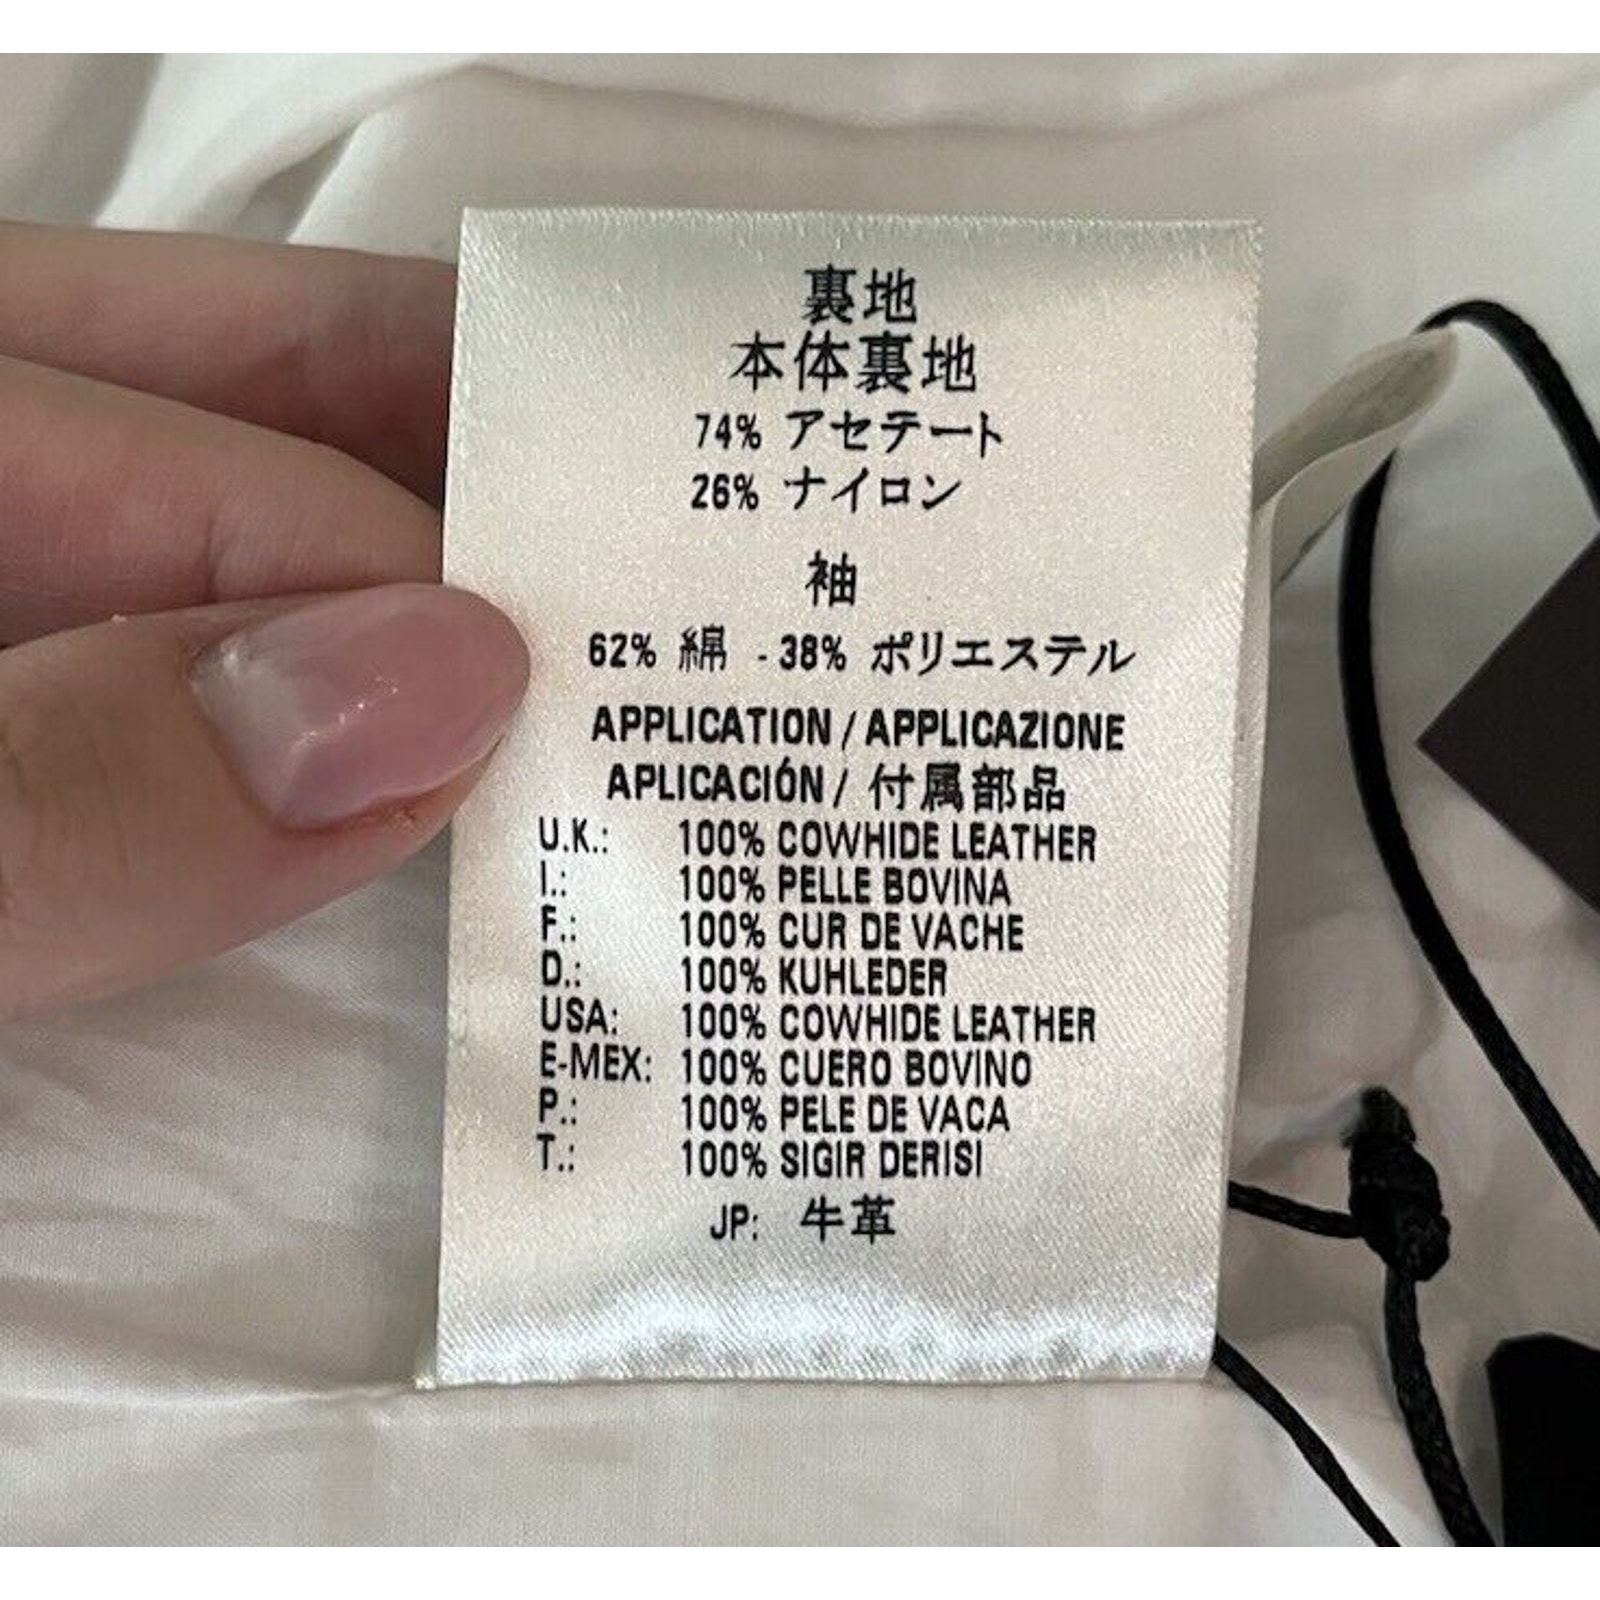 裏地
本体裏地
74% アセテート
26% ナイロン
袖
62% 綿 - 38% ポリエステル
APPLICATION / APPLICAZIONE
APLICACIÓN / 付属部品
U.K.: 100% COWHIDE LEATHER
I.: 100% PELLE BOVINA
F.: 100% CUR DE VACHE
D.: 100% KUHLEDER
USA: 100% COWHIDE LEATHER
E-MEX: 100% CUERO BOVINO
P.: 100% PELE DE VACA
T.: 100% SIGIR DERISI
JP: 牛革